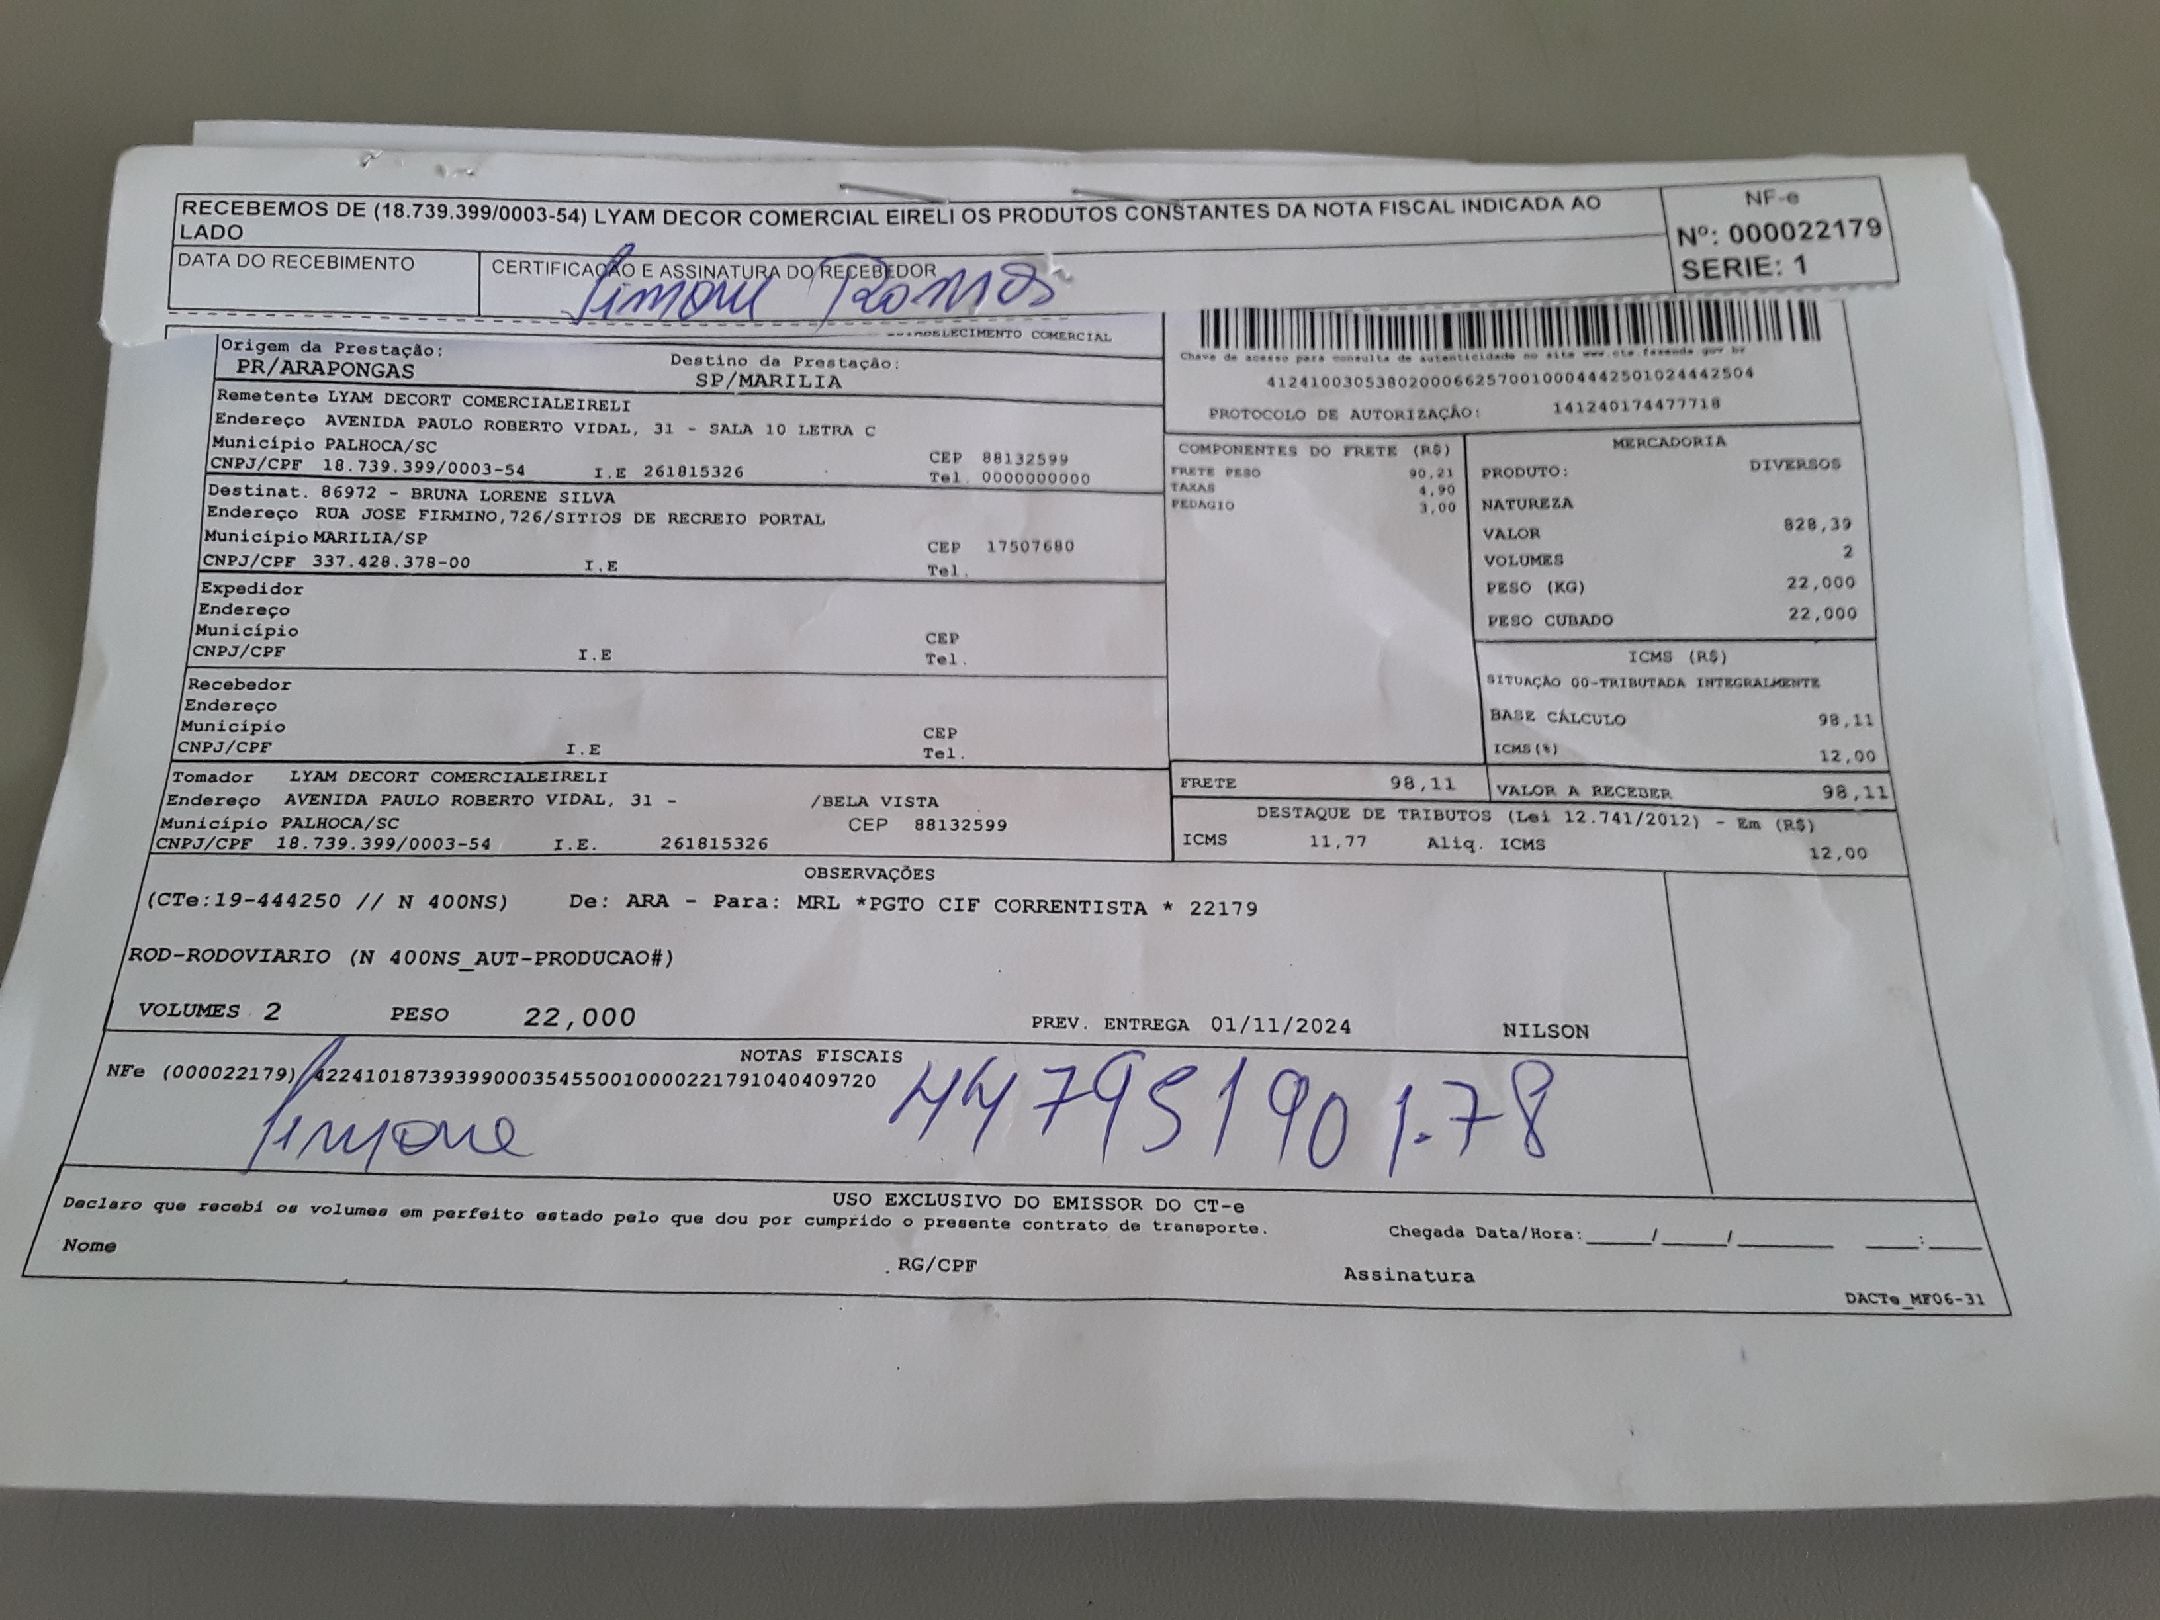 RECEBEMOS DE (18.739.399/0003-54) LYAM DECOR COMERCIAL EIRELI OS PRODUTOS CONSTANTES DA NOTA FISCAL INDICADA AO
LADO
NF-e
Nº: 000022179
SERIE: 1
DATA DO RECEBIMENTO
CERTIFICAÇÃO E ASSINATURA DO RECEBEDOR
Simone Ramos
COMERCIAL
Origem da Prestação:
PR/ARAPONGAS
Destino da Prestação:
SP/MARILIA
Remetente LYAM DECORT COMERCIALEIRELI
Endereço AVENIDA PAULO ROBERTO VIDAL, 31 - SALA 10 LETRA C
Município PALHOCA/SC
CEP 88132599
CNPJ/CPF 18.739.399/0003-54 I.E 261815326 Tel. 0000000000
Destinat. 86972 - BRUNA LORENE SILVA
Endereço RUA JOSE FIRMINO,726/SITIOS DE RECREIO PORTAL
Município MARILIA/SP
CEP 17507680
CNPJ/CPF 337.428.378-00 I.E Tel.
Expedidor
Endereço
Município CEP
CNPJ/CPF I.E Tel.
Recebedor
Endereço
Município CEP
CNPJ/CPF I.E Tel.
Tomador LYAM DECORT COMERCIALEIRELI
Endereço AVENIDA PAULO ROBERTO VIDAL, 31 - /BELA VISTA
Município PALHOCA/SC CEP 88132599
CNPJ/CPF 18.739.399/0003-54 I.E. 261815326
Chave de acesso para consulta de autenticidade no site www.cte.fazenda.gov.br
41241003053802000662570010004442501024442504
PROTOCOLO DE AUTORIZAÇÃO: 141240174477718
COMPONENTES DO FRETE (R$)
FRETE PESO 90,21
TAXAS 4,90
PEDAGIO 3,00
MERCADORIA
PRODUTO: DIVERSOS
NATUREZA
VALOR 828,39
VOLUMES 2
PESO (KG) 22,000
PESO CUBADO 22,000
ICMS (R$)
SITUAÇÃO 00-TRIBUTADA INTEGRALMENTE
BASE CÁLCULO 98,11
ICMS(%) 12,00
FRETE 98,11
VALOR A RECEBER 98,11
DESTAQUE DE TRIBUTOS (Lei 12.741/2012) - Em (R$)
ICMS 11,77 Aliq. ICMS 12,00
OBSERVAÇÕES
(CTe:19-444250 // N 400NS) De: ARA - Para: MRL *PGTO CIF CORRENTISTA * 22179
ROD-RODOVIARIO (N 400NS_AUT-PRODUCAO#)
VOLUMES 2 PESO 22,000 PREV. ENTREGA 01/11/2024 NILSON
NOTAS FISCAIS
NFe (000022179) 42241018739399000354550010000221791040409720
Simone 447951901.78
USO EXCLUSIVO DO EMISSOR DO CT-e
Declaro que recebi os volumes em perfeito estado pelo que dou por cumprido o presente contrato de transporte.
Chegada Data/Hora:_____/_____/________ ____:____
Nome RG/CPF Assinatura
DACTe_MF06-31